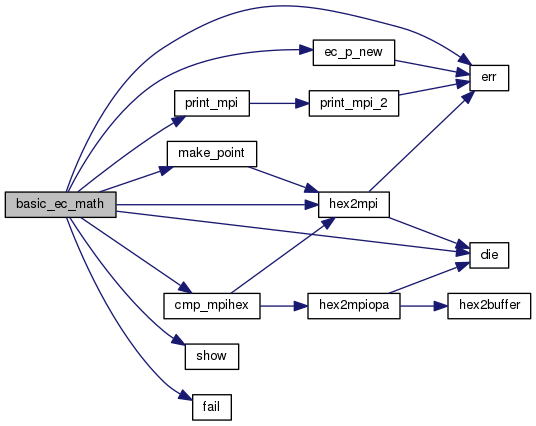 basic_ec_math
ec_p_new
err
print_mpi
print_mpi_2
make_point
hex2mpi
die
cmp_mpihex
hex2mpiopa
hex2buffer
show
fail